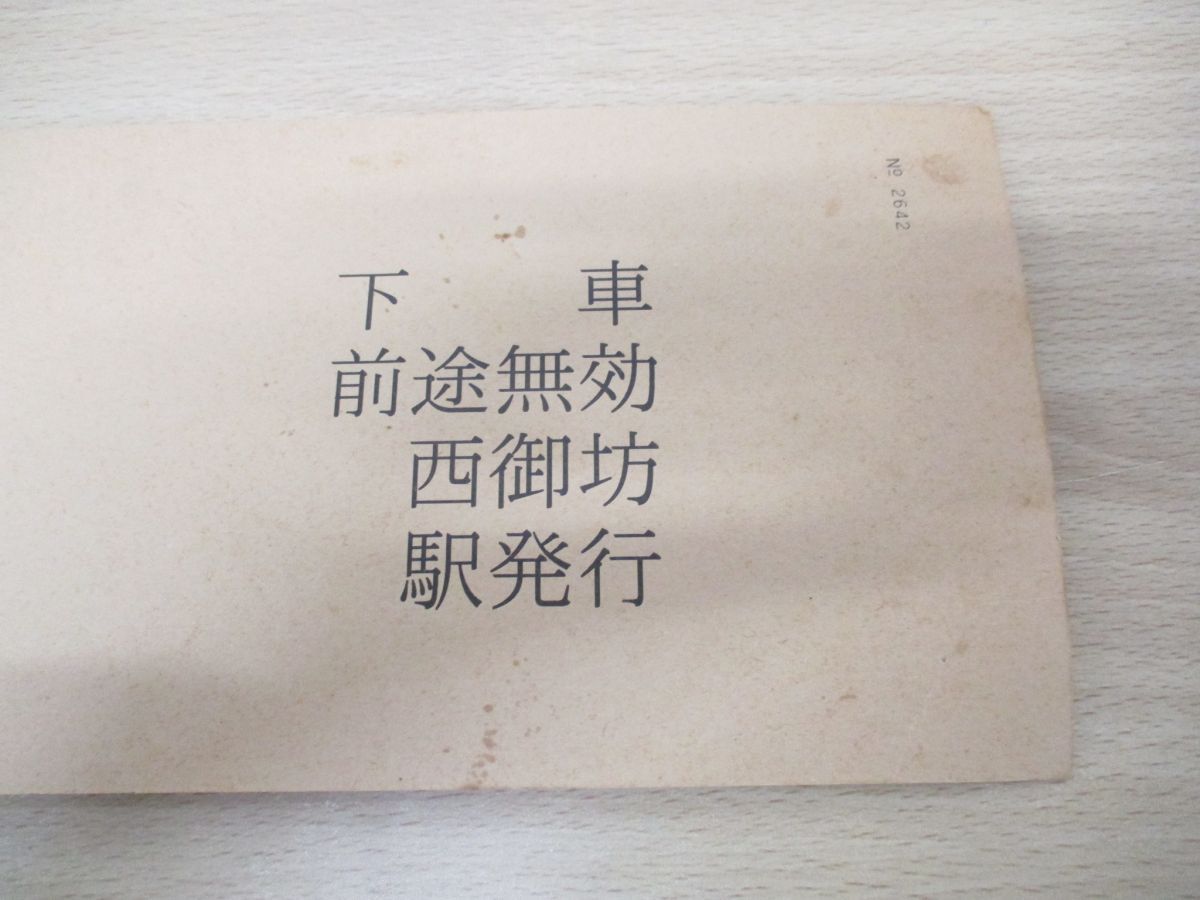 № 2642
下車
前途無効
西御坊
駅発行